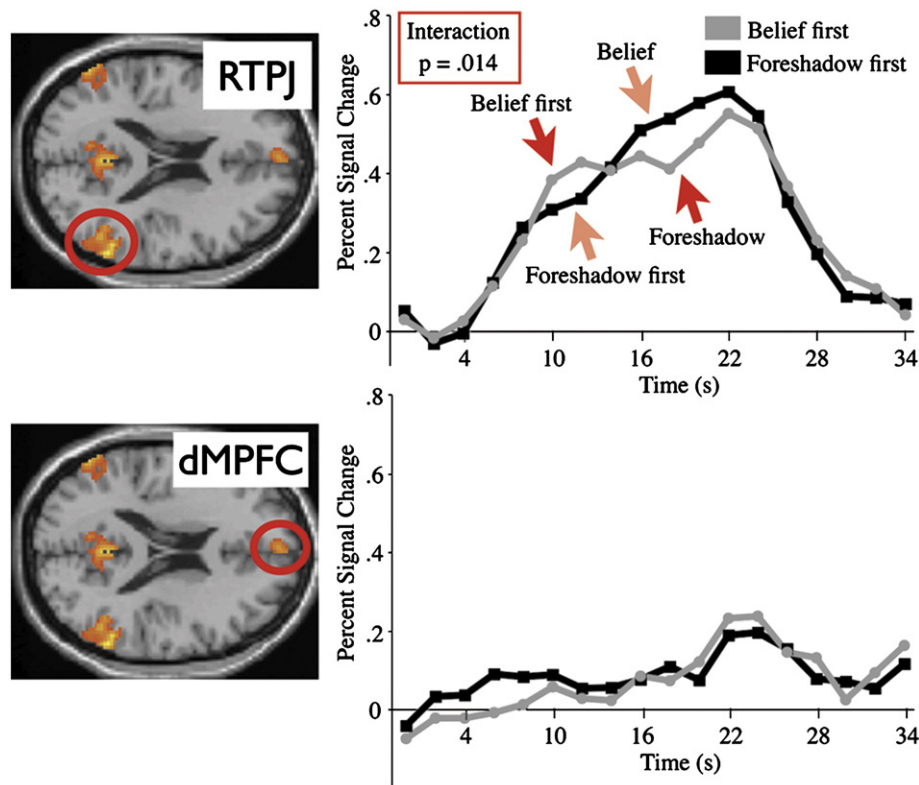 RTPJ
Percent Signal Change
.8
.6
.4
.2
0
Interaction
p = .014
Belief first
Foreshadow first
Belief
Belief first
Foreshadow
Foreshadow first
4
10
16
22
28
34
Time (s)
dMPFC
Percent Signal Change
.8
.6
.4
.2
0
4
10
16
22
28
34
Time (s)